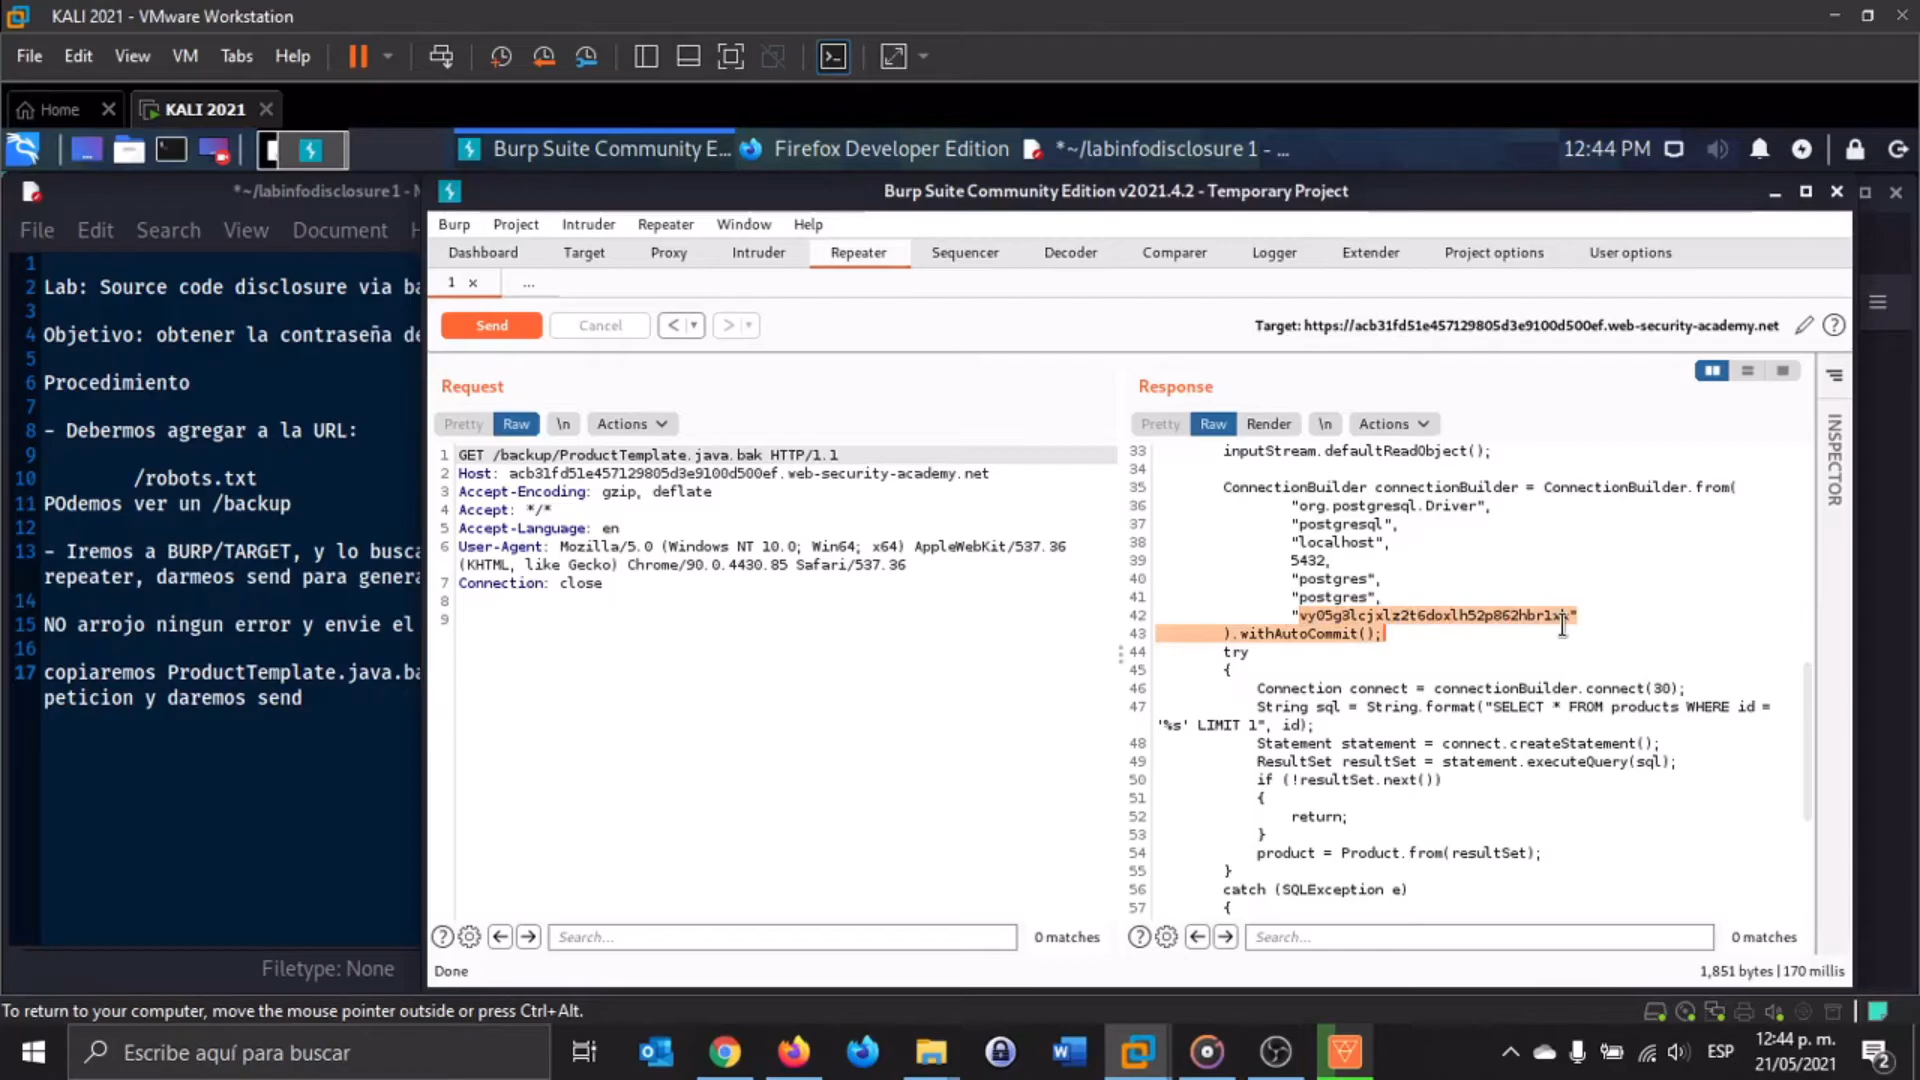 KALI 2021 - VMware Workstation
File Edit View VM Tabs Help
Home KALI 2021
Burp Suite Community E... Firefox Developer Edition *~/labinfodisclosure 1 - ... 12:44 PM
*~/labinfodisclosure 1 - M
File Edit Search View Document H
1
2 Lab: Source code disclosure via ba
3
4 Objetivo: obtener la contraseña de
5
6 Procedimiento
7
8 - Debermos agregar a la URL:
9
10 /robots.txt
11 POdemos ver un /backup
12
13 - Iremos a BURP/TARGET, y lo busca
repeater, darmeos send para genera
14
15 NO arrojo ningun error y envie el
16
17 copiaremos ProductTemplate.java.ba
peticion y daremos send
Filetype: None
Burp Suite Community Edition v2021.4.2 - Temporary Project
Burp Project Intruder Repeater Window Help
Dashboard Target Proxy Intruder Repeater Sequencer Decoder Comparer Logger Extender Project options User options
1 × ...
Send Cancel < > Target: https://acb31fd51e457129805d3e9100d500ef.web-security-academy.net
Request
Pretty Raw \n Actions
1 GET /backup/ProductTemplate.java.bak HTTP/1.1
2 Host: acb31fd51e457129805d3e9100d500ef.web-security-academy.net
3 Accept-Encoding: gzip, deflate
4 Accept: */*
5 Accept-Language: en
6 User-Agent: Mozilla/5.0 (Windows NT 10.0; Win64; x64) AppleWebKit/537.36
(KHTML, like Gecko) Chrome/90.0.4430.85 Safari/537.36
7 Connection: close
8
9
Search... 0 matches
Response
Pretty Raw Render \n Actions
INSPECTOR
33 inputStream.defaultReadObject();
34
35 ConnectionBuilder connectionBuilder = ConnectionBuilder.from(
36 "org.postgresql.Driver",
37 "postgresql",
38 "localhost",
39 5432,
40 "postgres",
41 "postgres",
42
43 ).withAutoCommit();
44 try
45 {
46 Connection connect = connectionBuilder.connect(30);
47 String sql = String.format("SELECT * FROM products WHERE id =
'%s' LIMIT 1", id);
48 Statement statement = connect.createStatement();
49 ResultSet resultSet = statement.executeQuery(sql);
50 if (!resultSet.next())
51 {
52 return;
53 }
54 product = Product.from(resultSet);
55 }
56 catch (SQLException e)
57 {
Search... 0 matches
Done 1,851 bytes | 170 millis
To return to your computer, move the mouse pointer outside or press Ctrl+Alt.
Escribe aquí para buscar
ESP
12:44 p. m.
21/05/2021
2